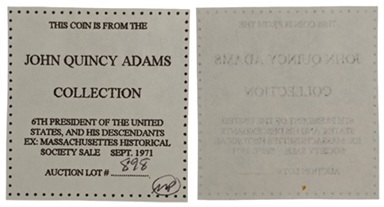 THIS COIN IS FROM THE
JOHN QUINCY ADAMS
COLLECTION
6TH PRESIDENT OF THE UNITED
STATES, AND HIS DESCENDANTS
EX: MASSACHUSETTES HISTORICAL
SOCIETY SALE SEPT. 1971
AUCTION LOT # 898